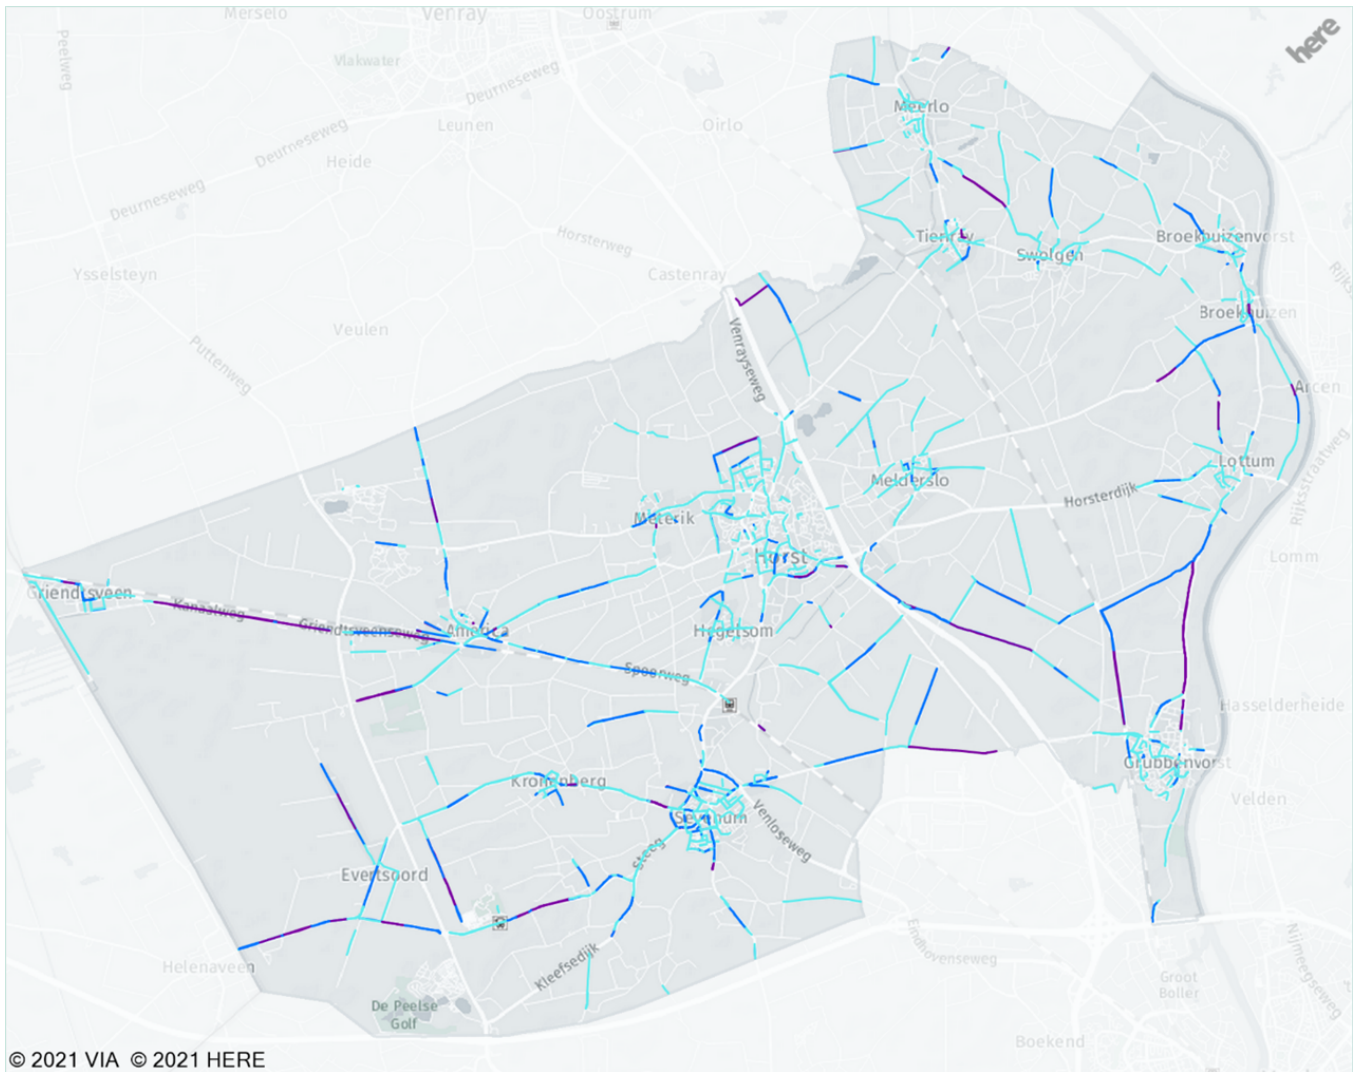 Merselo
Venray
Oostrum
here
Peelweg
Vlakwater
Deurneseweg
Meerlo
Leunen
Oirlo
Deurneseweg
Heide
Deurneseweg
Horsterweg
Tienray
Swolgen
Broekhuizenvorst
Ysselsteyn
Castenray
Broekhuizen
Veulen
Venrayseweg
Puttenweg
Arcen
Lottum
Melderslo
Horsterdijk
Rijksstraatweg
Meterik
Horst
Lomm
Griendtsveen
Kanaalweg
Griendtsveenseweg
America
Hegelsom
Spoorweg
Hasselderheide
Grubbenvorst
Kronenberg
Velden
Sevenum
Venloseweg
Steeg
Evertsoord
Eindhovenseweg
Nijmeegseweg
Helenaveen
Kleefsedijk
Groot
Boller
De Peelse
Golf
Boekend
© 2021 VIA © 2021 HERE